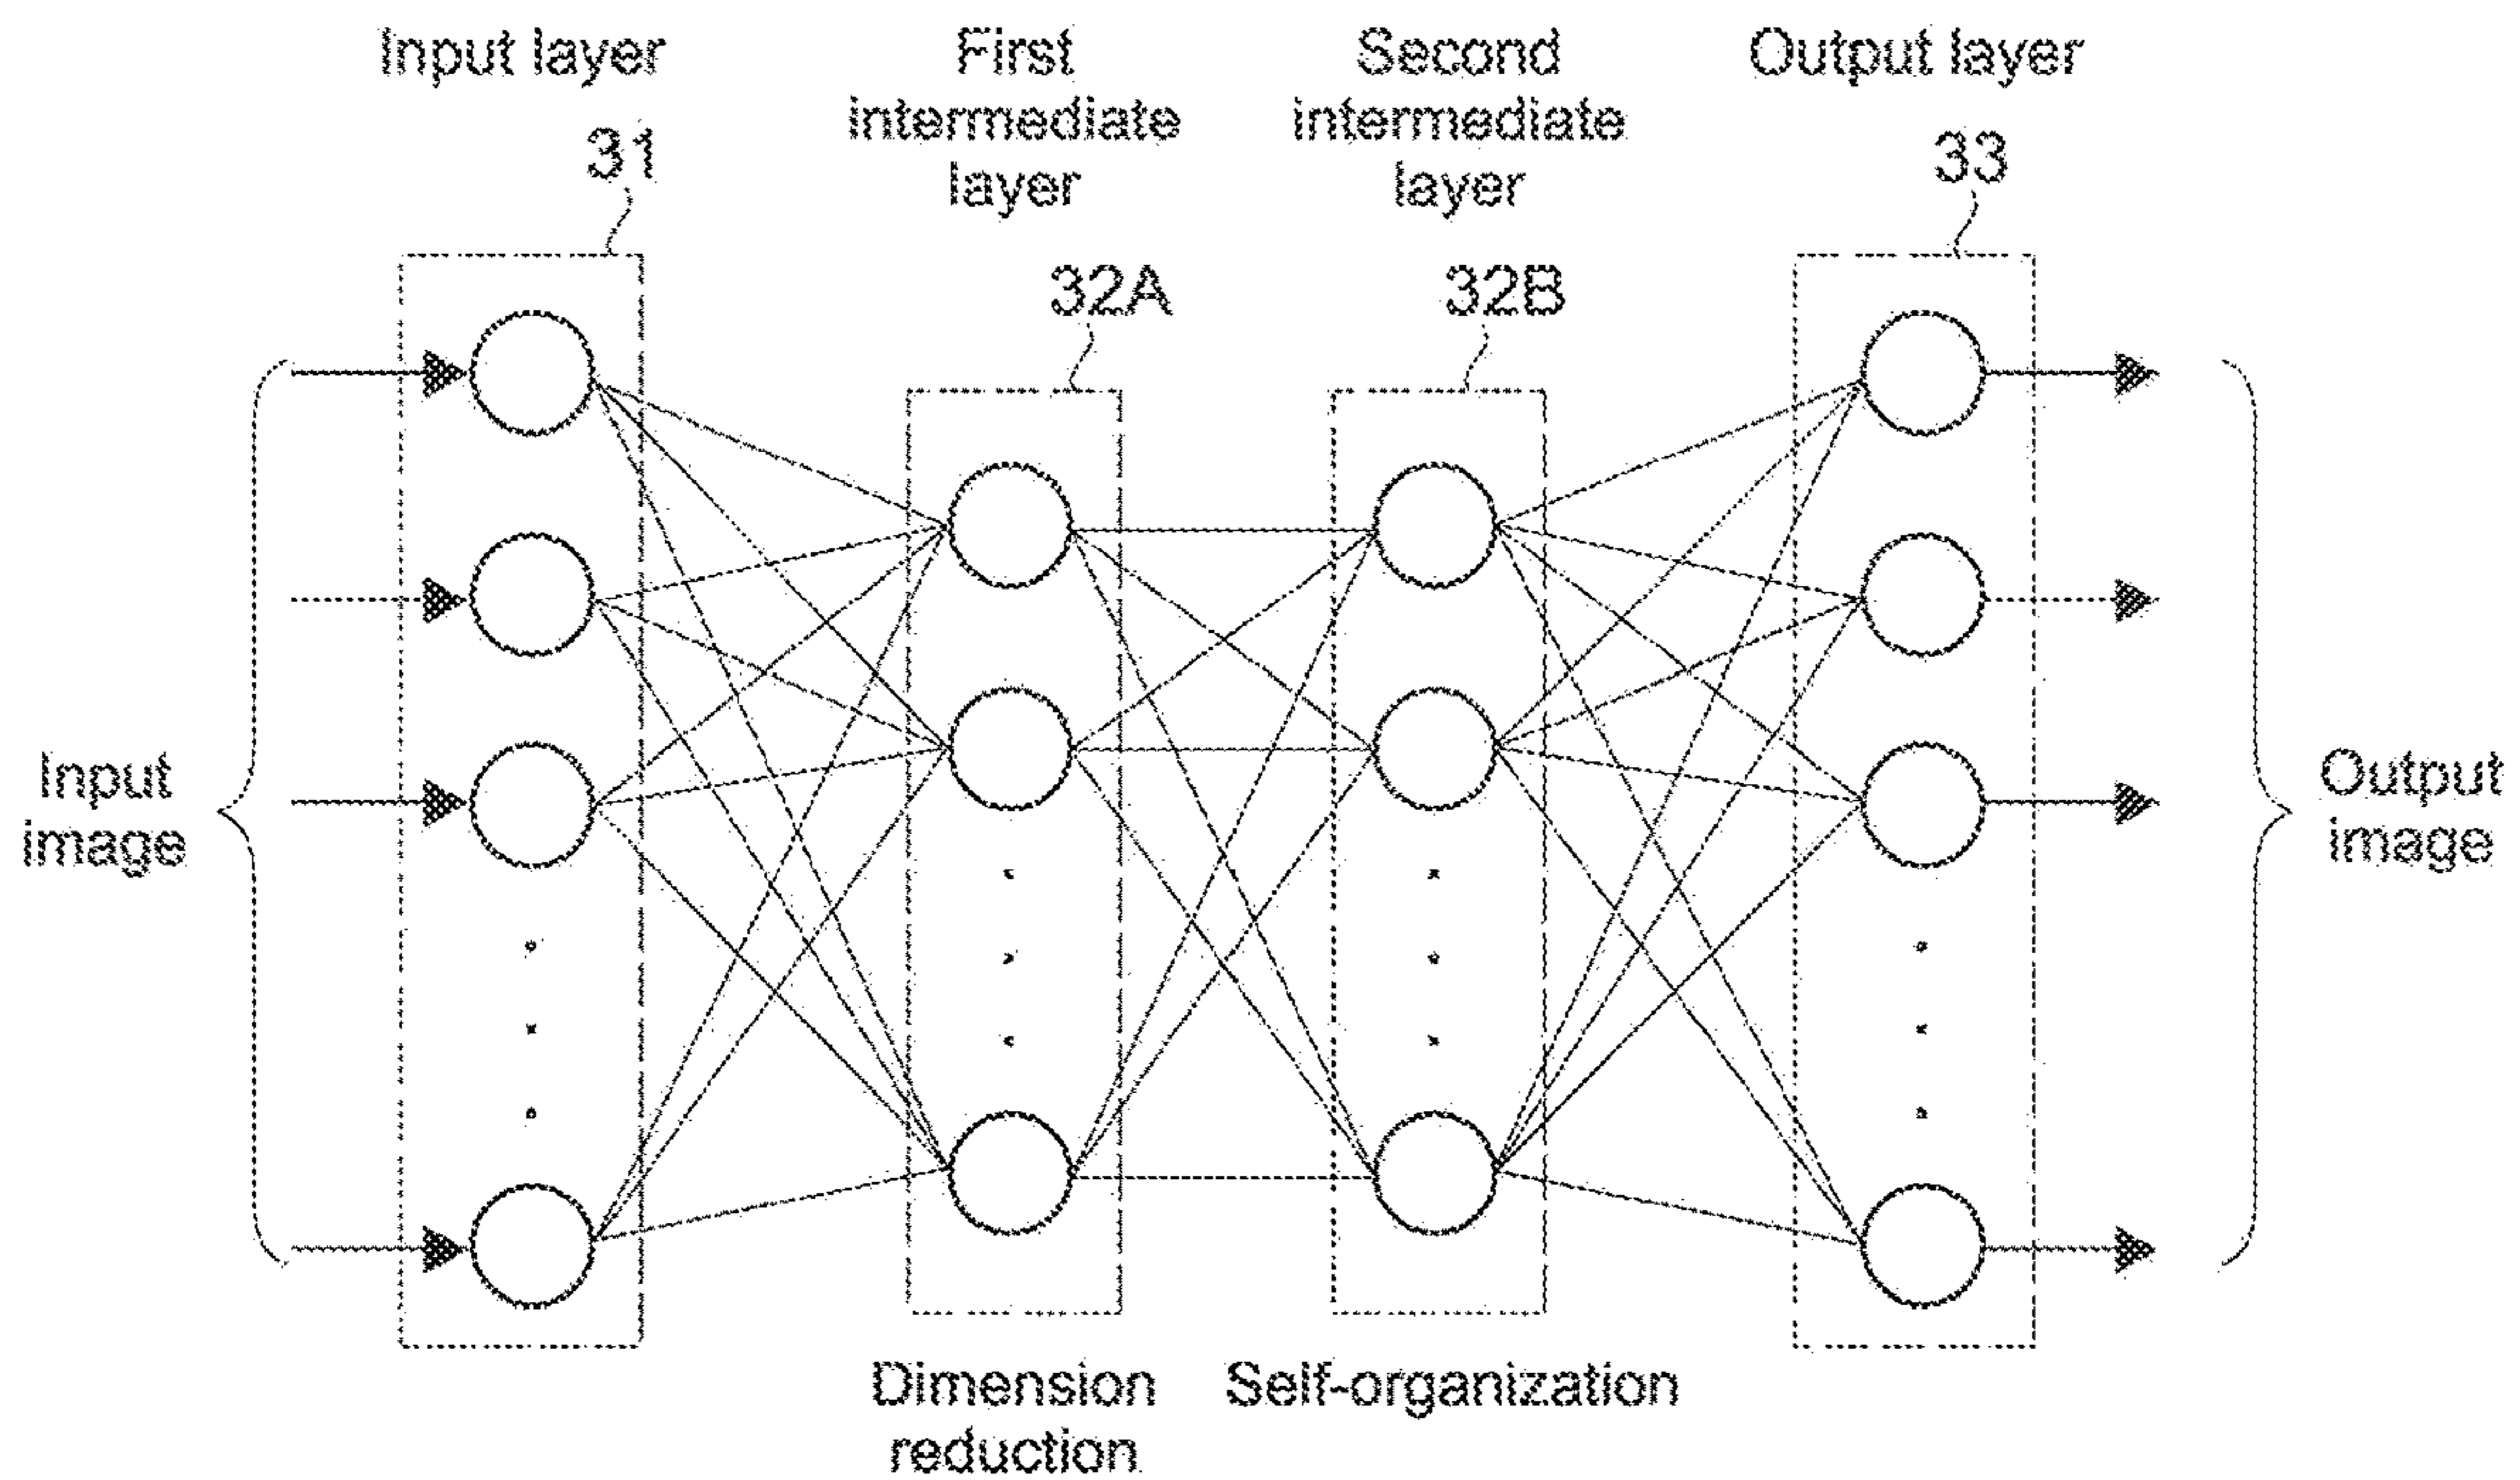 Input layer
31
First
intermediate
layer
32A
Second
intermediate
layer
32B
Output layer
33
Input
image
Output
image
Dimension
reduction
Self-organization